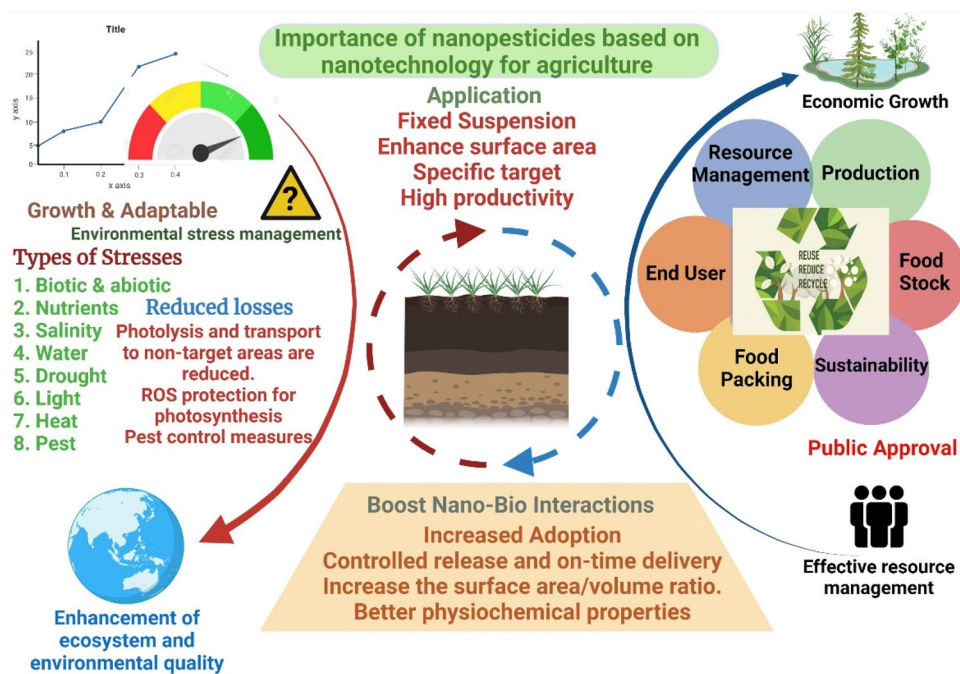 Title
25
20
15
10
5
0
y axis
0.1
0.2
0.3
0.4
x axis
Growth & Adaptable
?
Environmental stress management
Types of Stresses
1. Biotic & abiotic
2. Nutrients
3. Salinity
4. Water
5. Drought
6. Light
7. Heat
8. Pest
Reduced losses
Photolysis and transport
to non-target areas are
reduced.
ROS protection for
photosynthesis
Pest control measures
Enhancement of
ecosystem and
environmental quality
Importance of nanopesticides based on
nanotechnology for agriculture
Application
Fixed Suspension
Enhance surface area
Specific target
High productivity
Boost Nano-Bio Interactions
Increased Adoption
Controlled release and on-time delivery
Increase the surface area/volume ratio.
Better physiochemical properties
Economic Growth
Resource
Management
Production
End User
REUSE
REDUCE
RECYCLE
Food
Stock
Food
Packing
Sustainability
Public Approval
Effective resource
management